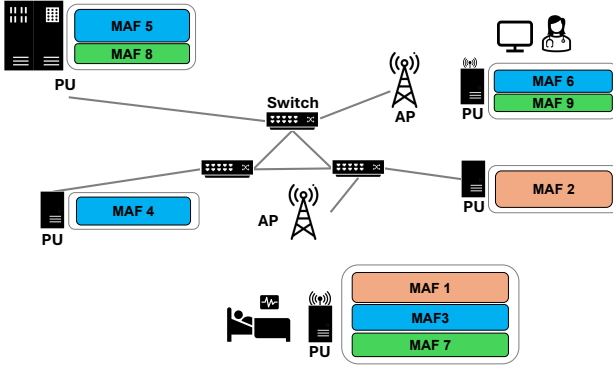 MAF 5
MAF 8
PU
Switch
AP
MAF 6
MAF 9
PU
MAF 4
PU
AP
MAF 2
PU
MAF 1
MAF3
MAF 7
PU